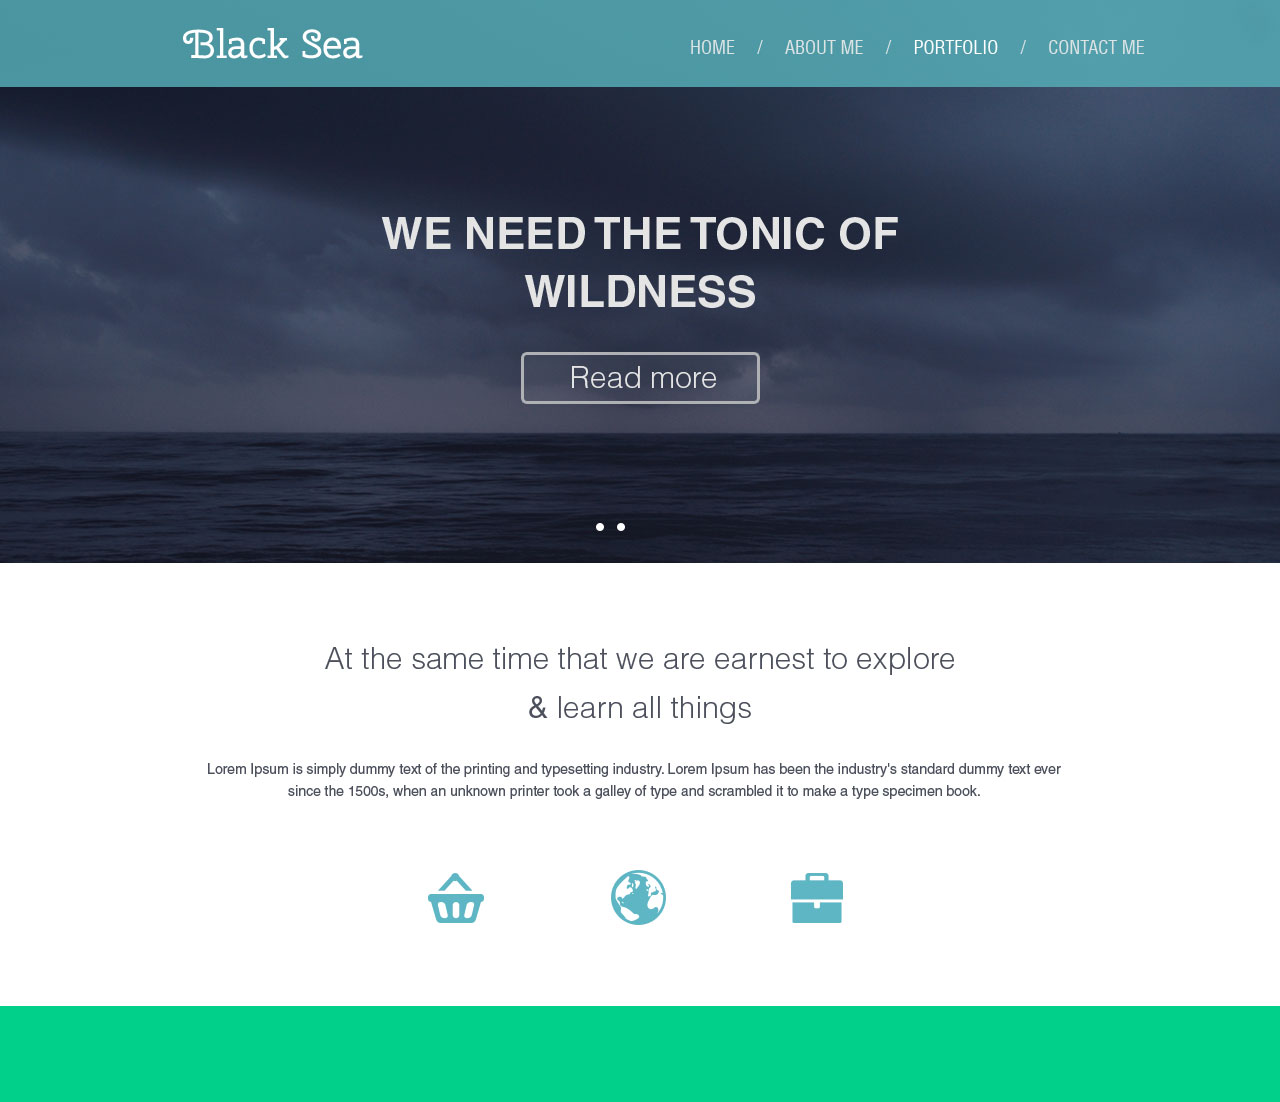 Black Sea
HOME / ABOUT ME / PORTFOLIO / CONTACT ME
WE NEED THE TONIC OF
WILDNESS
Read more
At the same time that we are earnest to explore
& learn all things
Lorem Ipsum is simply dummy text of the printing and typesetting industry. Lorem Ipsum has been the industry's standard dummy text ever
since the 1500s, when an unknown printer took a galley of type and scrambled it to make a type specimen book.